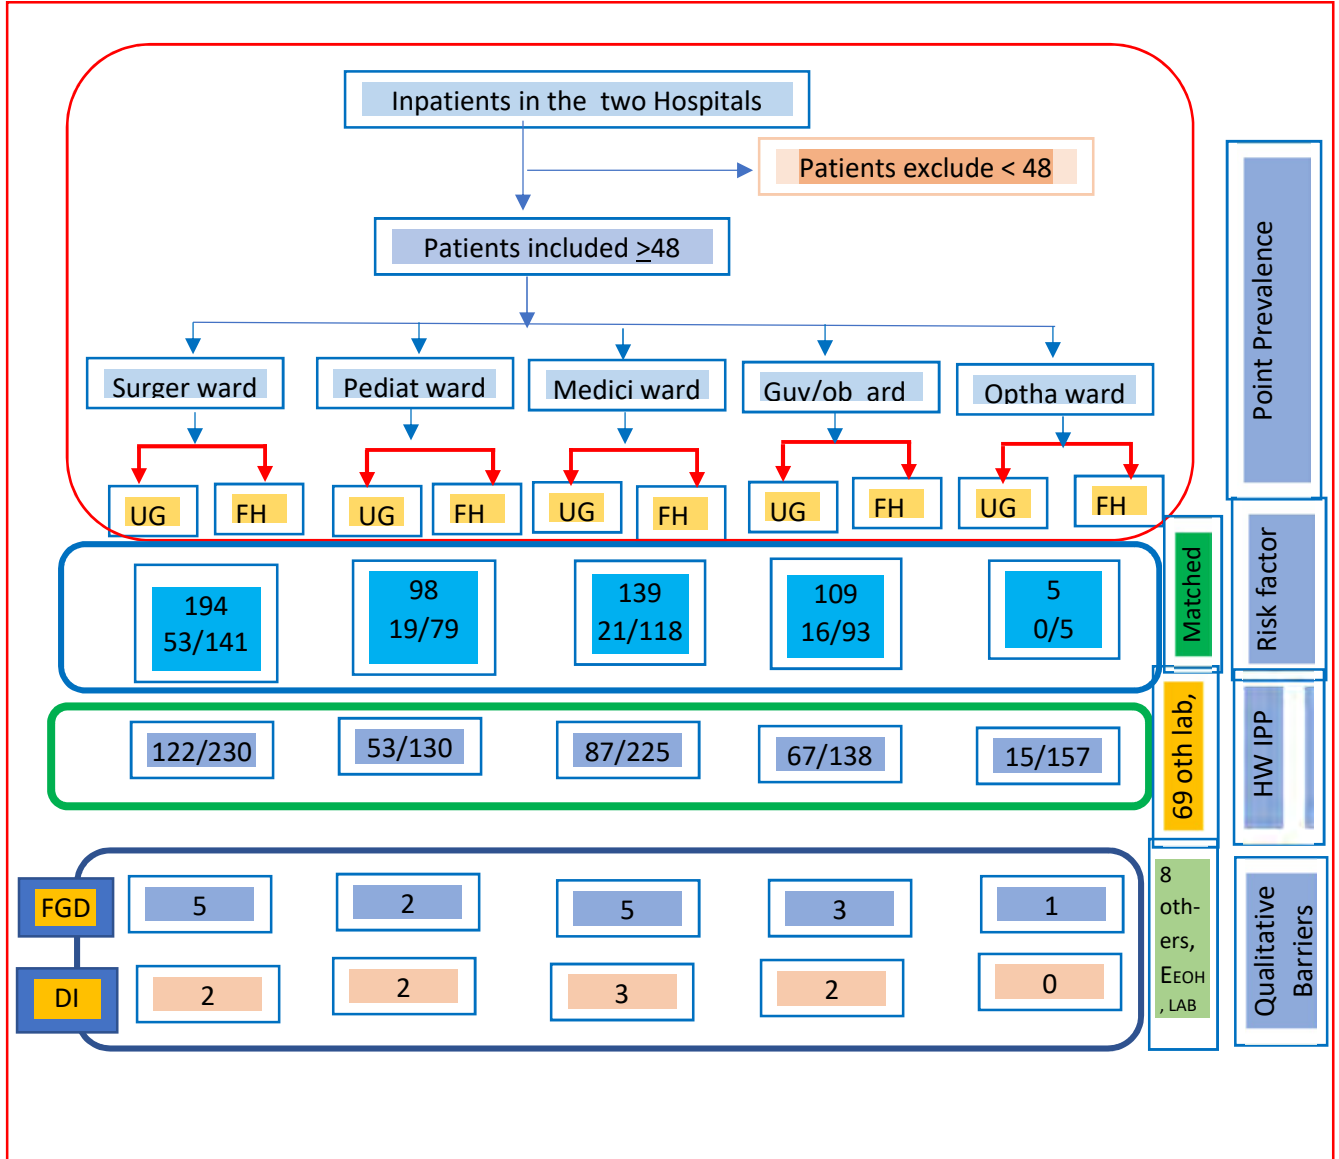 Inpatients in the two Hospitals
Patients exclude < 48
Patients included ≥48
Surger ward
Pediat ward
Medici ward
Guy/ob ard
Optha ward
UG
FH
UG
FH
UG
FH
UG
FH
UG
FH
Point Prevalence
194
53/141
98
19/79
139
21/118
109
16/93
5
0/5
Matched
Risk factor
122/230
53/130
87/225
67/138
15/157
69 oth lab,
HW IPP
FGD
5
2
5
3
1
DI
2
2
3
2
0
8
oth-
ers,
EEOH
, LAB
Qualitative
Barriers